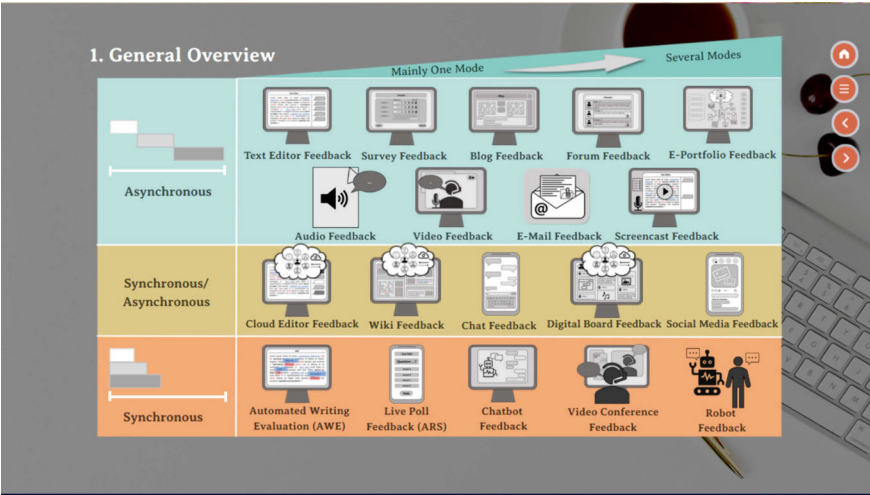 1. General Overview
Mainly One Mode
Several Modes
Asynchronous
Text Editor Feedback
Survey Feedback
Blog Feedback
Forum Feedback
E-Portfolio Feedback
Audio Feedback
Video Feedback
E-Mail Feedback
Screencast Feedback
Synchronous/
Asynchronous
Cloud Editor Feedback
Wiki Feedback
Chat Feedback
Digital Board Feedback
Social Media Feedback
Synchronous
Automated Writing
Evaluation (AWE)
Live Poll
Feedback (ARS)
Chatbot
Feedback
Video Conference
Feedback
Robot
Feedback